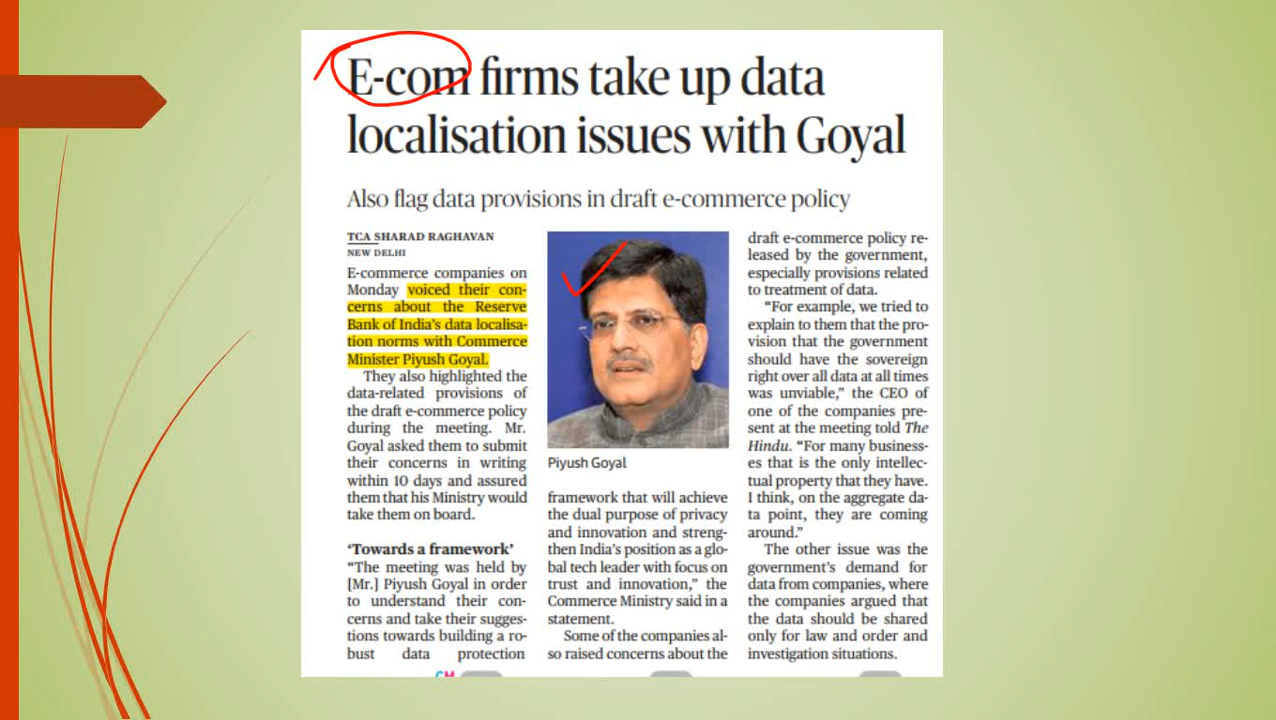 E-com firms take up data
localisation issues with Goyal
Also flag data provisions in draft e-commerce policy
TCA SHARAD RAGHAVAN
NEW DELHI
E-commerce companies on
Monday voiced their con-
cerns about the Reserve
Bank of India's data localisa-
tion norms with Commerce
Minister Piyush Goyal.
They also highlighted the
data-related provisions of
the draft e-commerce policy
during the meeting. Mr.
Goyal asked them to submit
their concerns in writing
within 10 days and assured
them that his Ministry would
take them on board.
‘Towards a framework’
“The meeting was held by
[Mr.] Piyush Goyal in order
to understand their con-
cerns and take their sugges-
tions towards building a ro-
bust data protection
Piyush Goyal
framework that will achieve
the dual purpose of privacy
and innovation and streng-
then India's position as a glo-
bal tech leader with focus on
trust and innovation,” the
Commerce Ministry said in a
statement.
Some of the companies al-
so raised concerns about the
draft e-commerce policy re-
leased by the government,
especially provisions related
to treatment of data.
“For example, we tried to
explain to them that the pro-
vision that the government
should have the sovereign
right over all data at all times
was unviable,” the CEO of
one of the companies pre-
sent at the meeting told The
Hindu. “For many business-
es that is the only intellec-
tual property that they have.
I think, on the aggregate da-
ta point, they are coming
around.”
The other issue was the
government's demand for
data from companies, where
the companies argued that
the data should be shared
only for law and order and
investigation situations.